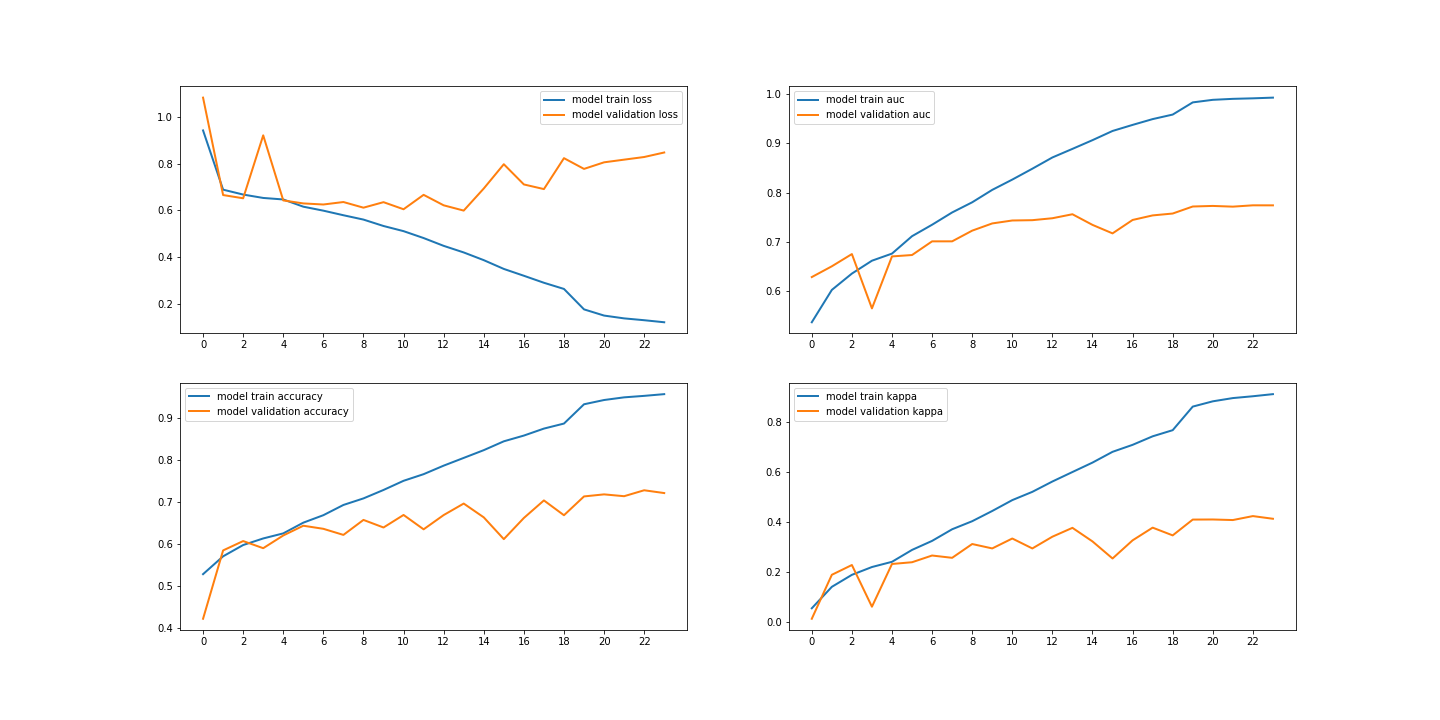 model train loss
model validation loss
1.0
0.8
0.6
0.4
0.2
0 2 4 6 8 10 12 14 16 18 20 22
model train auc
model validation auc
1.0
0.9
0.8
0.7
0.6
0 2 4 6 8 10 12 14 16 18 20 22
model train accuracy
model validation accuracy
0.9
0.8
0.7
0.6
0.5
0.4
0 2 4 6 8 10 12 14 16 18 20 22
model train kappa
model validation kappa
0.8
0.6
0.4
0.2
0.0
0 2 4 6 8 10 12 14 16 18 20 22